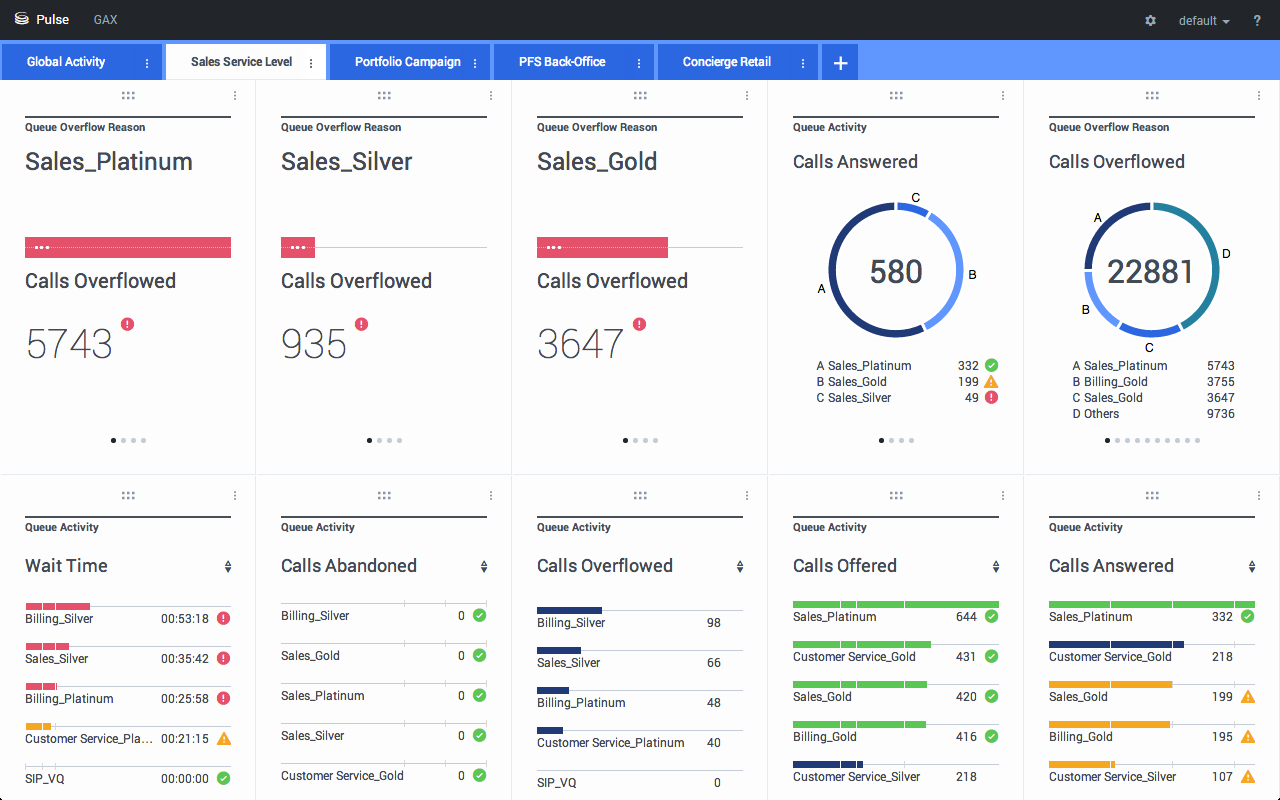 Pulse GAX default ?
Global Activity Sales Service Level Portfolio Campaign PFS Back-Office Concierge Retail +
Queue Overflow Reason
Sales_Platinum
Calls Overflowed
5743
Queue Overflow Reason
Sales_Silver
Calls Overflowed
935
Queue Overflow Reason
Sales_Gold
Calls Overflowed
3647
Queue Activity
Calls Answered
C
580
B
A
A Sales_Platinum 332
B Sales_Gold 199
C Sales_Silver 49
Queue Overflow Reason
Calls Overflowed
A
D
22881
B
C
A Sales_Platinum 5743
B Billing_Gold 3755
C Sales_Gold 3647
D Others 9736
Queue Activity
Wait Time
Billing_Silver 00:53:18
Sales_Silver 00:35:42
Billing_Platinum 00:25:58
Customer Service_Pla... 00:21:15
SIP_VQ 00:00:00
Queue Activity
Calls Abandoned
Billing_Silver 0
Sales_Gold 0
Sales_Platinum 0
Sales_Silver 0
Customer Service_Gold 0
Queue Activity
Calls Overflowed
Billing_Silver 98
Sales_Silver 66
Billing_Platinum 48
Customer Service_Platinum 40
SIP_VQ 0
Queue Activity
Calls Offered
Sales_Platinum 644
Customer Service_Gold 431
Sales_Gold 420
Billing_Gold 416
Customer Service_Silver 218
Queue Activity
Calls Answered
Sales_Platinum 332
Customer Service_Gold 218
Sales_Gold 199
Billing_Gold 195
Customer Service_Silver 107